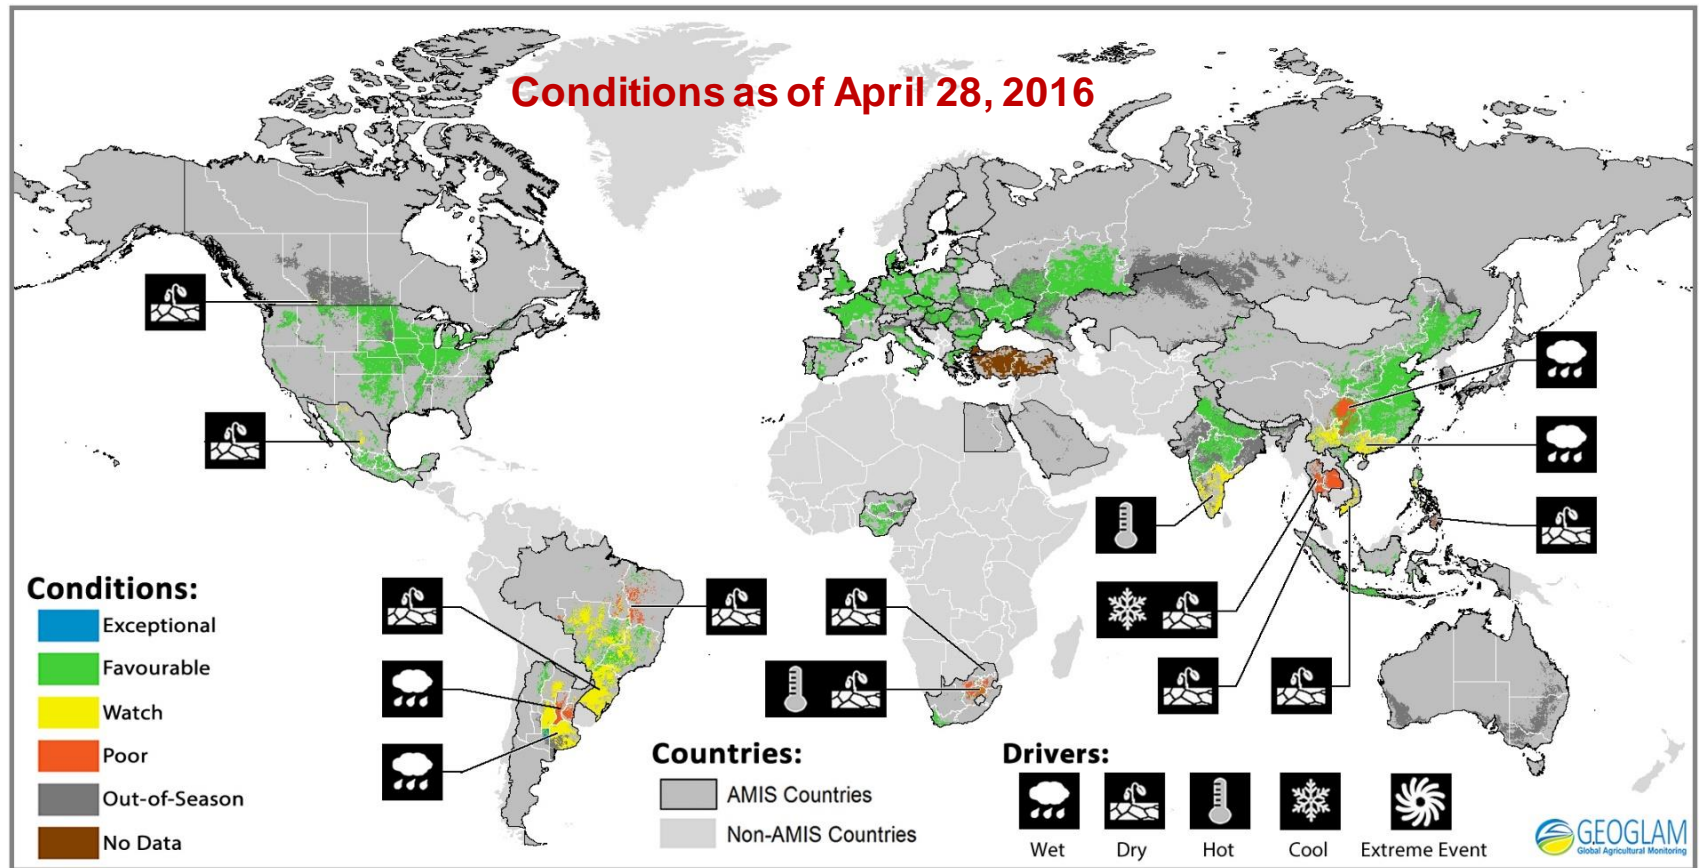 Conditions as of April 28, 2016
Conditions:
Exceptional
Favourable
Watch
Poor
Out-of-Season
No Data
Countries:
AMIS Countries
Non-AMIS Countries
Drivers:
Wet
Dry
Hot
Cool
Extreme Event
GEOGLAM
Global Agricultural Monitoring